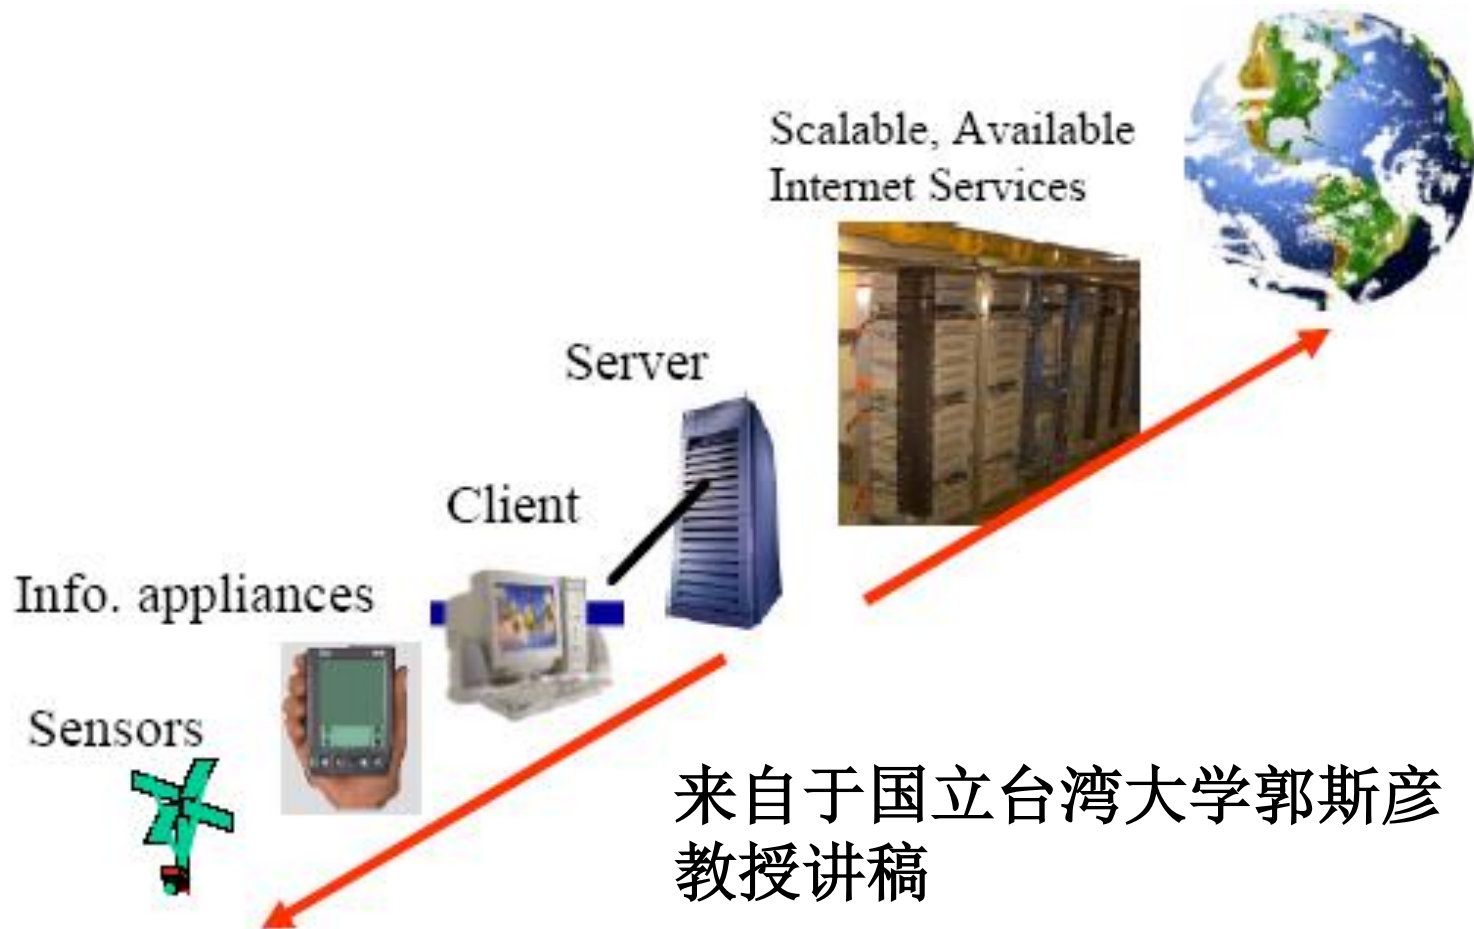 Scalable, Available
Internet Services
Server
Client
Info. appliances
Sensors
来自于国立台湾大学郭斯彦
教授讲稿